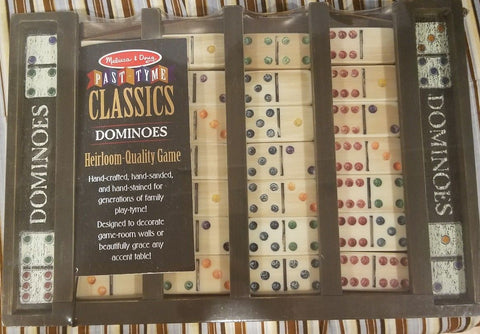 Melissa & Doug
PAST-TYME
CLASSICS
DOMINOES
Heirloom-Quality Game
Hand-crafted, hand-sanded,
and hand-stained for
generations of family
play-tyme!
Designed to decorate
game-room walls or
beautifully grace any
accent table!
DOMINOES
DOMINOES